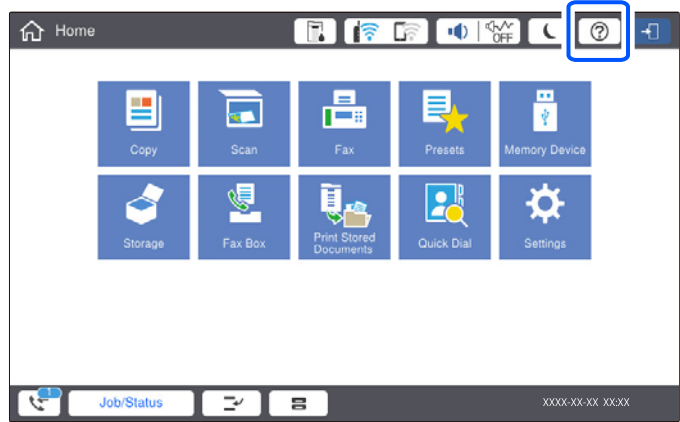 Home
OFF
?
Copy
Scan
Fax
Presets
Memory Device
Storage
Fax Box
Print Stored
Documents
Quick Dial
Settings
1
Job/Status
XXXX-XX-XX XX:XX